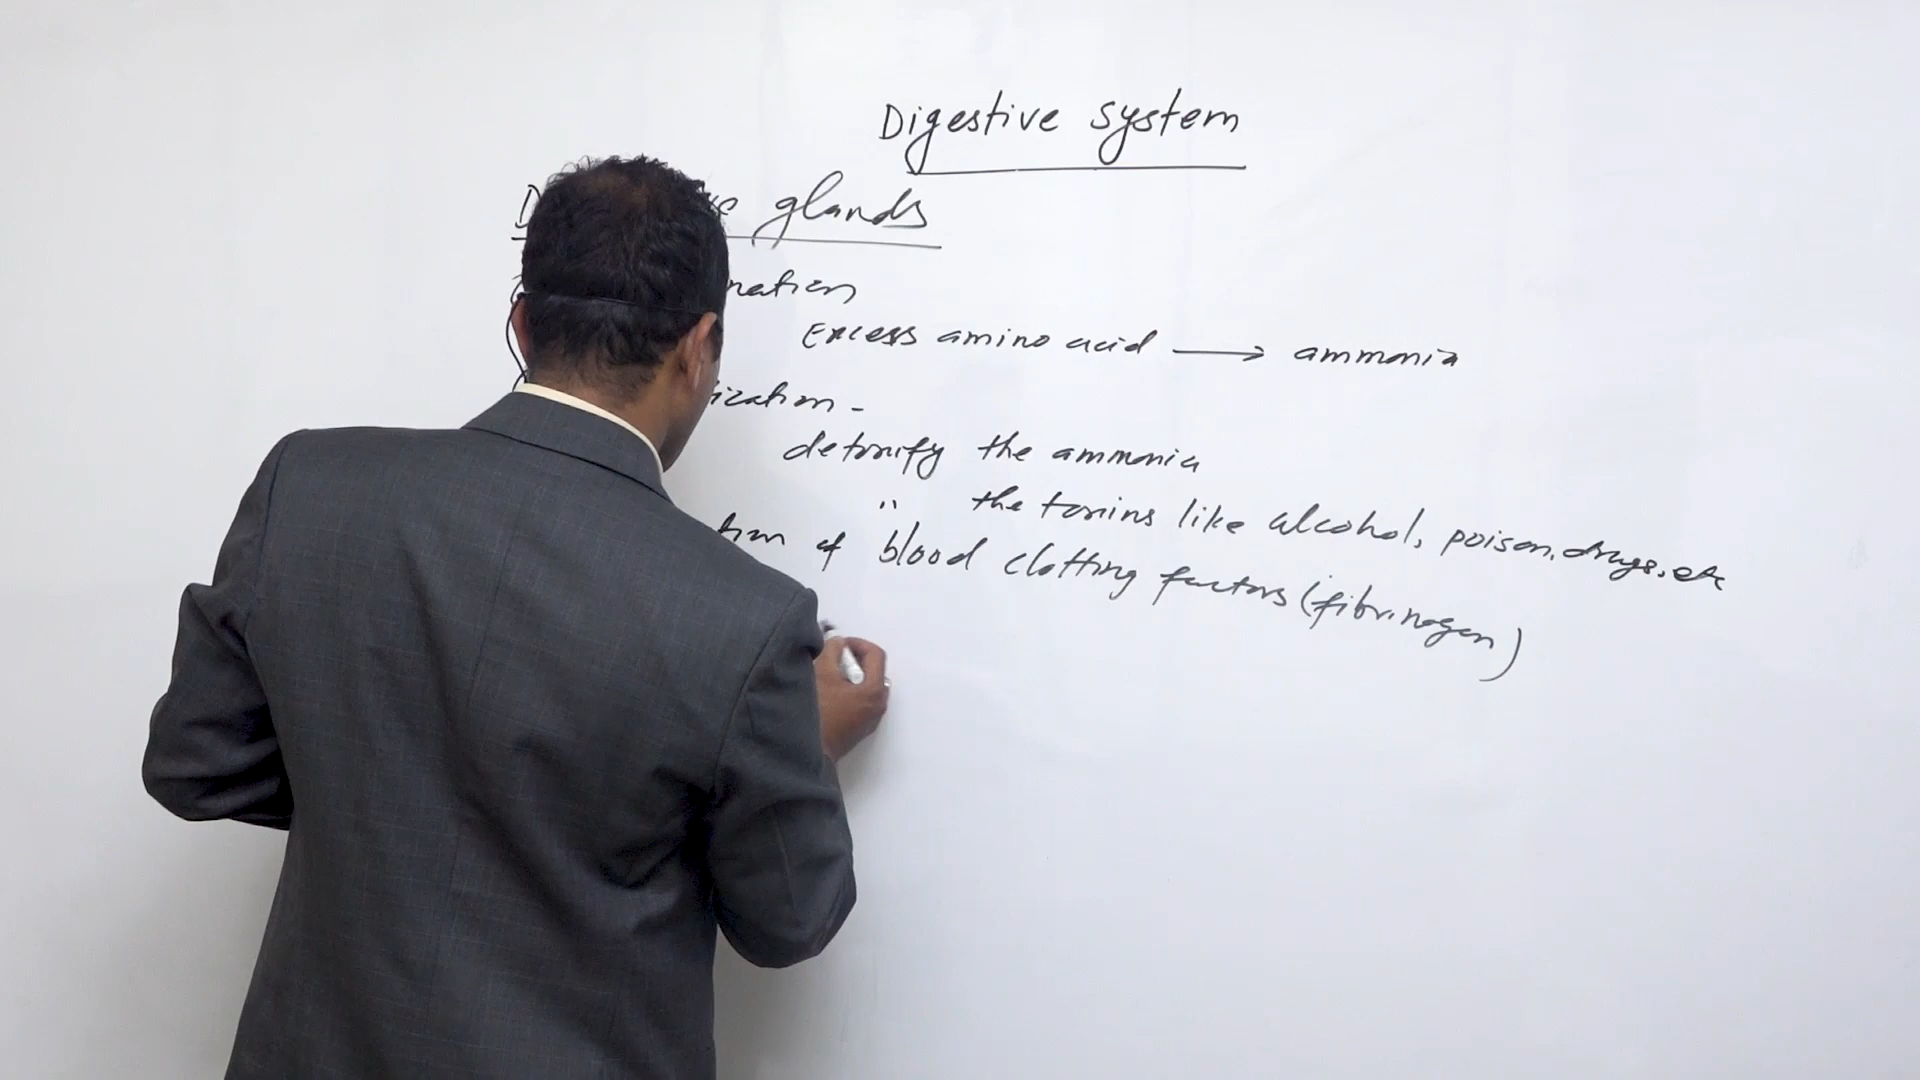 Digestive system
glands
Excess amino acid → ammonia
detoxify the ammonia
" the toxins like alcohol, poison, drugs, etc
of blood clotting factors (fibrinogen)